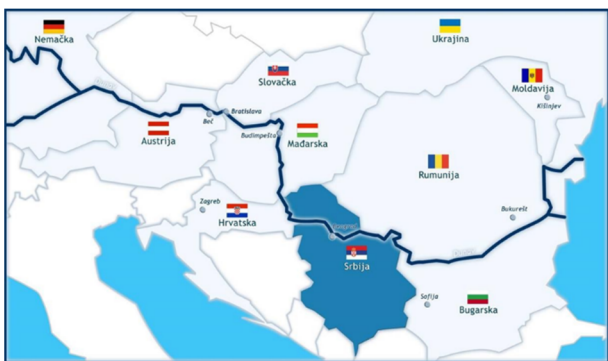 Nemačka
Ukrajina
Slovačka
Moldavija
Kišinjev
Bratislava
Beč
Austrija
Budimpešta
Mađarska
Rumunija
Zagreb
Hrvatska
Bukurešt
Srbija
Sofija
Bugarska